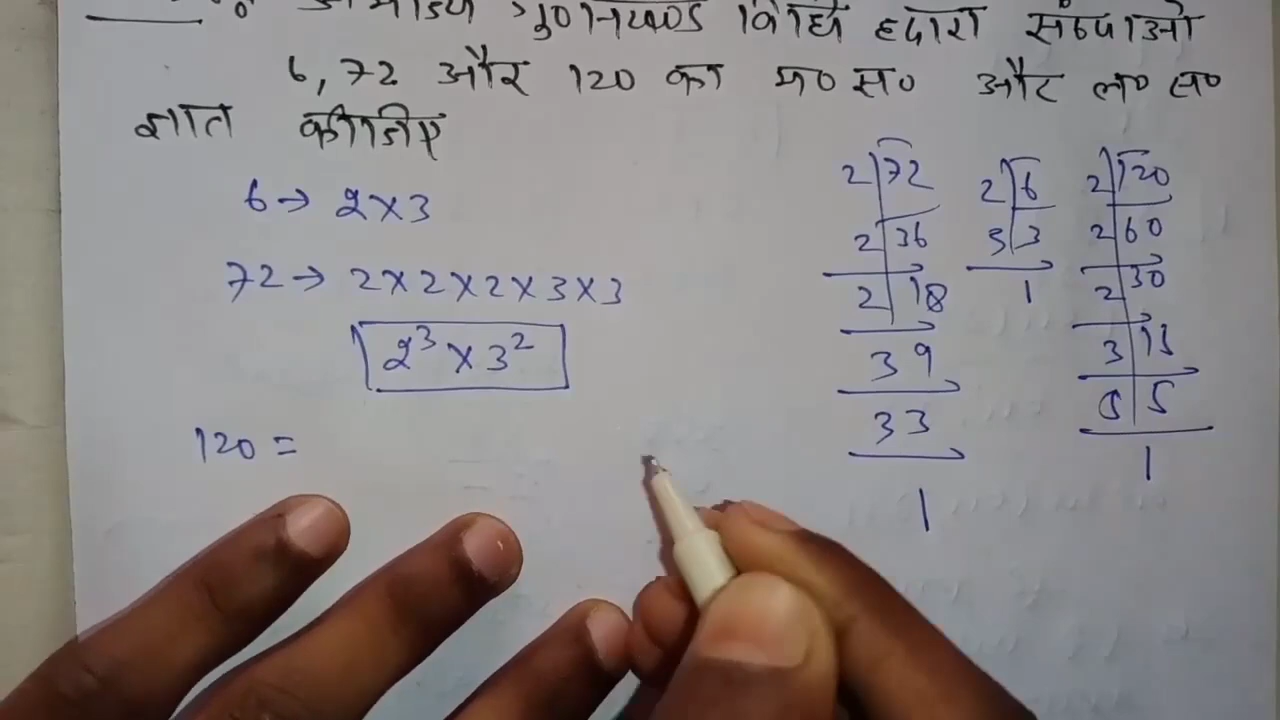 विधि द्वारा संख्याओ
6, 72 और 120 का म० स० और ल० स०
ज्ञात कीजिए
6 → 2×3
72 → 2×2×2×3×3
2³ × 3²
120 =
2 72
2 36
2 18
3 9
3 3
1
2 6
3 3
1
2 120
2 60
2 30
3 15
5 5
1